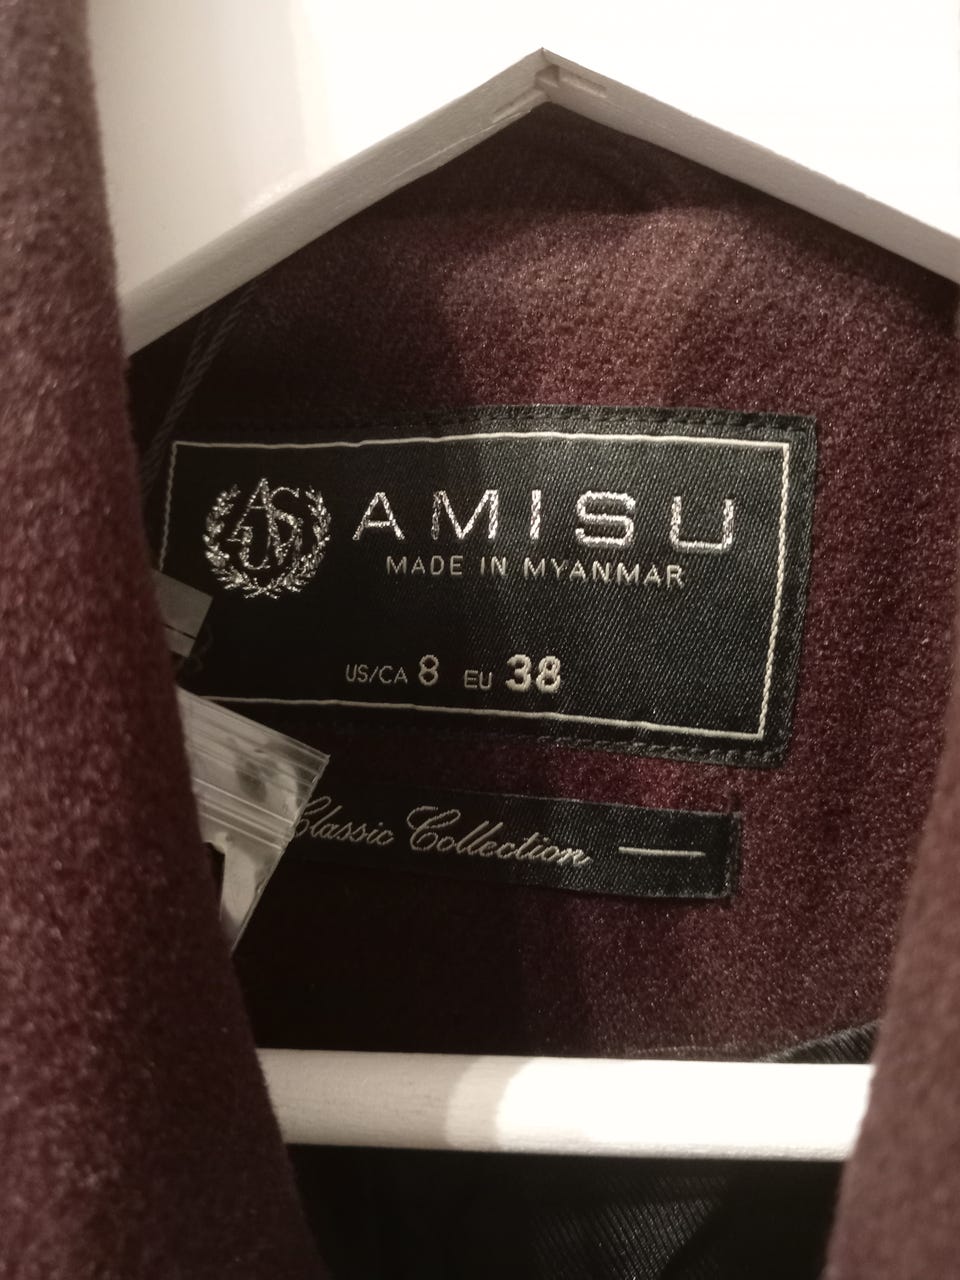 AMISU
MADE IN MYANMAR
US/CA 8 EU 38
Classic Collection